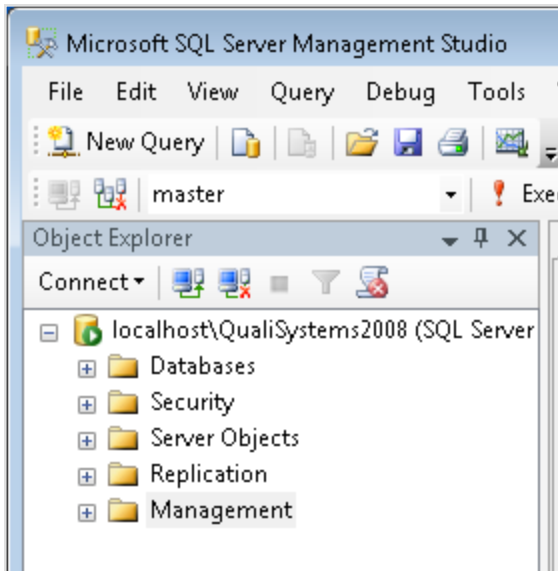 Microsoft SQL Server Management Studio
File Edit View Query Debug Tools
New Query
master Exe
Object Explorer
Connect
localhost\QualiSystems2008 (SQL Server
Databases
Security
Server Objects
Replication
Management